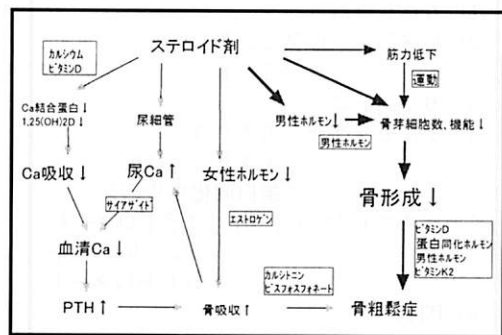 ステロイド剤
カルシウム
ビタミンD
筋力低下
運動
Ca結合蛋白↓
1,25(OH)2D↓
尿細管
男性ホルモン↓
骨芽細胞数、機能↓
男性ホルモン
Ca吸収↓
尿Ca↑
女性ホルモン↓
骨形成↓
サイアザイト゛
エストロゲン
血清Ca↓
ビタミンD
蛋白同化ホルモン
男性ホルモン
ビタミンK2
カルシトニン
ビスフォスフォネート
PTH↑
骨吸収↑
骨粗鬆症